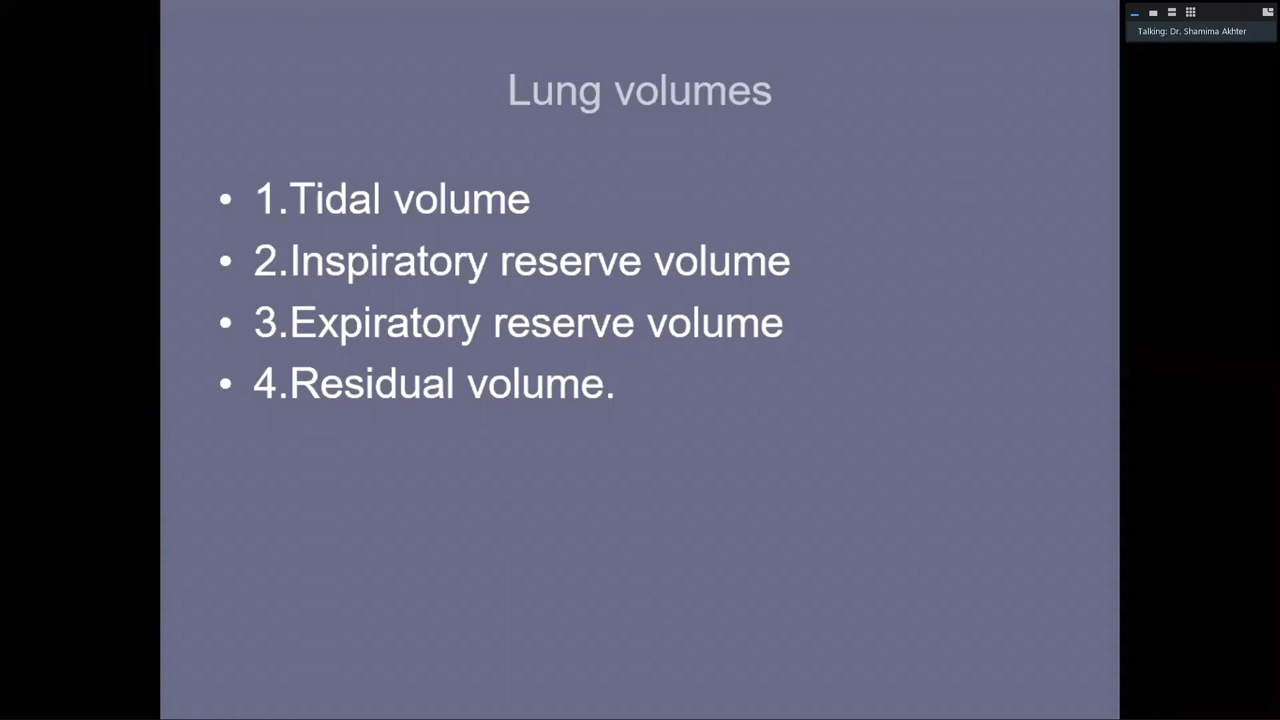 Talking: Dr. Shamima Akhter
Lung volumes
• 1.Tidal volume
• 2.Inspiratory reserve volume
• 3.Expiratory reserve volume
• 4.Residual volume.